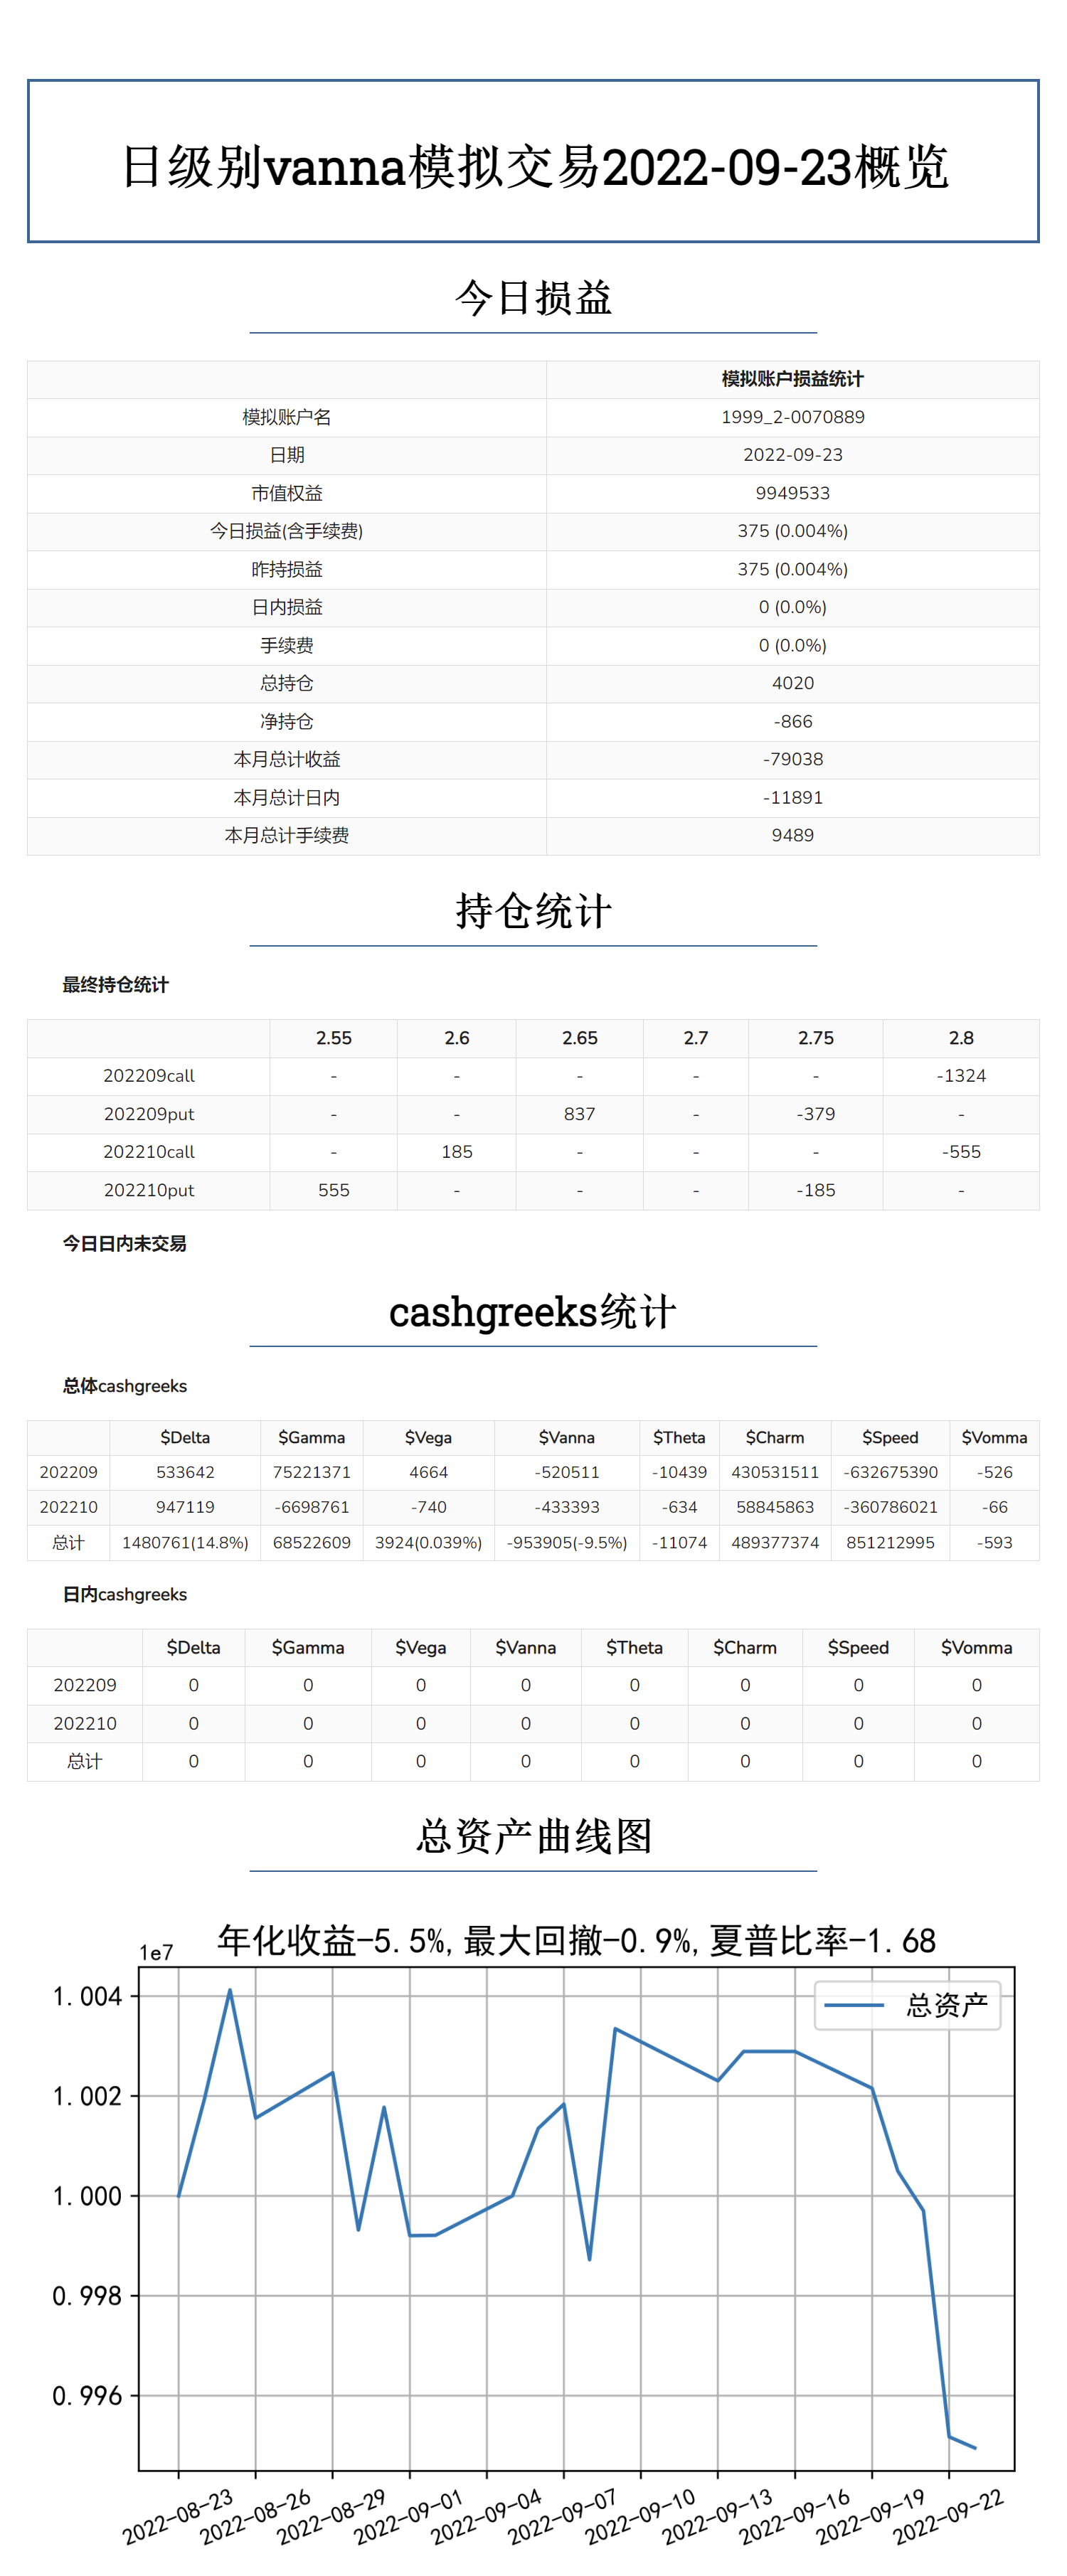 日级别vanna模拟交易2022-09-23概览
今日损益
模拟账户损益统计
模拟账户名 1999_2-0070889
日期 2022-09-23
市值权益 9949533
今日损益(含手续费) 375 (0.004%)
昨持损益 375 (0.004%)
日内损益 0 (0.0%)
手续费 0 (0.0%)
总持仓 4020
净持仓 -866
本月总计收益 -79038
本月总计日内 -11891
本月总计手续费 9489
持仓统计
最终持仓统计
2.55 2.6 2.65 2.7 2.75 2.8
202209call - - - - - -1324
202209put - - 837 - -379 -
202210call - 185 - - - -555
202210put 555 - - - -185 -
今日日内未交易
cashgreeks统计
总体cashgreeks
$Delta $Gamma $Vega $Vanna $Theta $Charm $Speed $Vomma
202209 533642 75221371 4664 -520511 -10439 430531511 -632675390 -526
202210 947119 -6698761 -740 -433393 -634 58845863 -360786021 -66
总计 1480761(14.8%) 68522609 3924(0.039%) -953905(-9.5%) -11074 489377374 851212995 -593
日内cashgreeks
$Delta $Gamma $Vega $Vanna $Theta $Charm $Speed $Vomma
202209 0 0 0 0 0 0 0 0
202210 0 0 0 0 0 0 0 0
总计 0 0 0 0 0 0 0 0
总资产曲线图
年化收益-5.5%,最大回撤-0.9%,夏普比率-1.68
1e7
总资产
1.004
1.002
1.000
0.998
0.996
2022-08-23 2022-08-26 2022-08-29 2022-09-01 2022-09-04 2022-09-07 2022-09-10 2022-09-13 2022-09-16 2022-09-19 2022-09-22